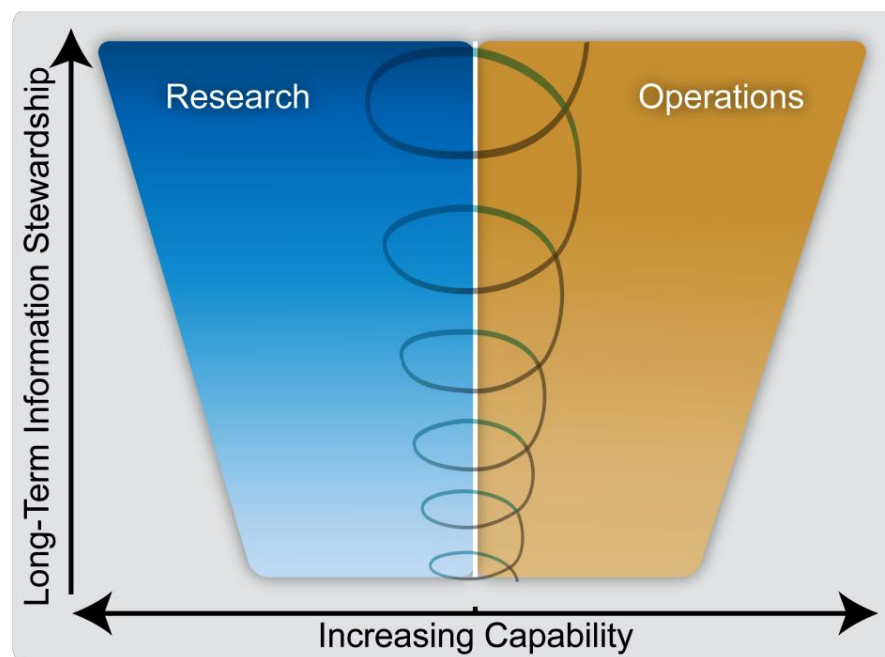 Long-Term Information Stewardship
Research
Operations
Increasing Capability